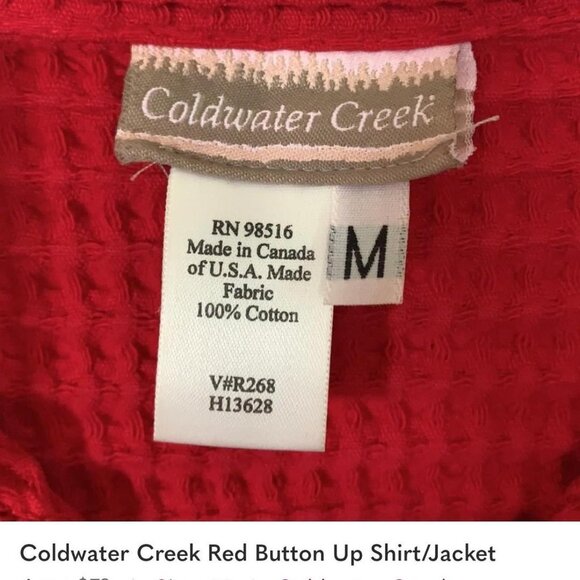 Coldwater Creek
RN 98516
Made in Canada
of U.S.A. Made
Fabric
100% Cotton
M
V#R268
H13628
Coldwater Creek Red Button Up Shirt/Jacket